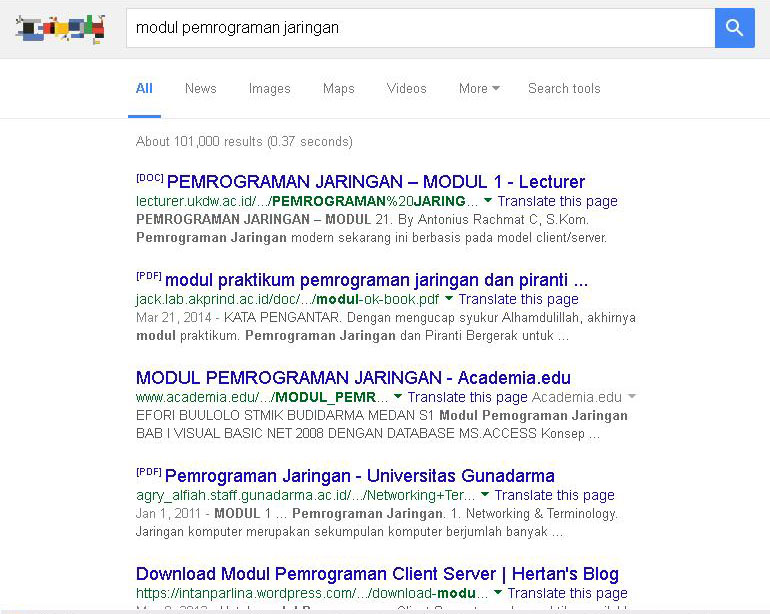 modul pemrograman jaringan
All News Images Maps Videos More Search tools
About 101,000 results (0.37 seconds)
[DOC] PEMROGRAMAN JARINGAN – MODUL 1 - Lecturer
lecturer.ukdw.ac.id/.../PEMROGRAMAN%20JARING... Translate this page
PEMROGRAMAN JARINGAN – MODUL 21. By Antonius Rachmat C, S.Kom.
Pemrograman Jaringan modern sekarang ini berbasis pada model client/server.
[PDF] modul praktikum pemrograman jaringan dan piranti ...
jack.lab.akprind.ac.id/doc/.../modul-ok-book.pdf Translate this page
Mar 21, 2014 - KATA PENGANTAR. Dengan mengucap syukur Alhamdulillah, akhirnya
modul praktikum. Pemrograman Jaringan dan Piranti Bergerak untuk ...
MODUL PEMROGRAMAN JARINGAN - Academia.edu
www.academia.edu/.../MODUL_PEMR... Translate this page Academia.edu
EFORI BUULOLO STMIK BUDIDARMA MEDAN S1 Modul Pemograman Jaringan
BAB I VISUAL BASIC NET 2008 DENGAN DATABASE MS.ACCESS Konsep ...
[PDF] Pemrograman Jaringan - Universitas Gunadarma
agry_alfiah.staff.gunadarma.ac.id/.../Networking+Ter... Translate this page
Jan 1, 2011 - MODUL 1 ... Pemrograman Jaringan. 1. Networking & Terminology.
Jaringan komputer merupakan sekumpulan komputer berjumlah banyak ...
Download Modul Pemrograman Client Server | Hertan's Blog
https://intanparlina.wordpress.com/.../download-modu... Translate this page